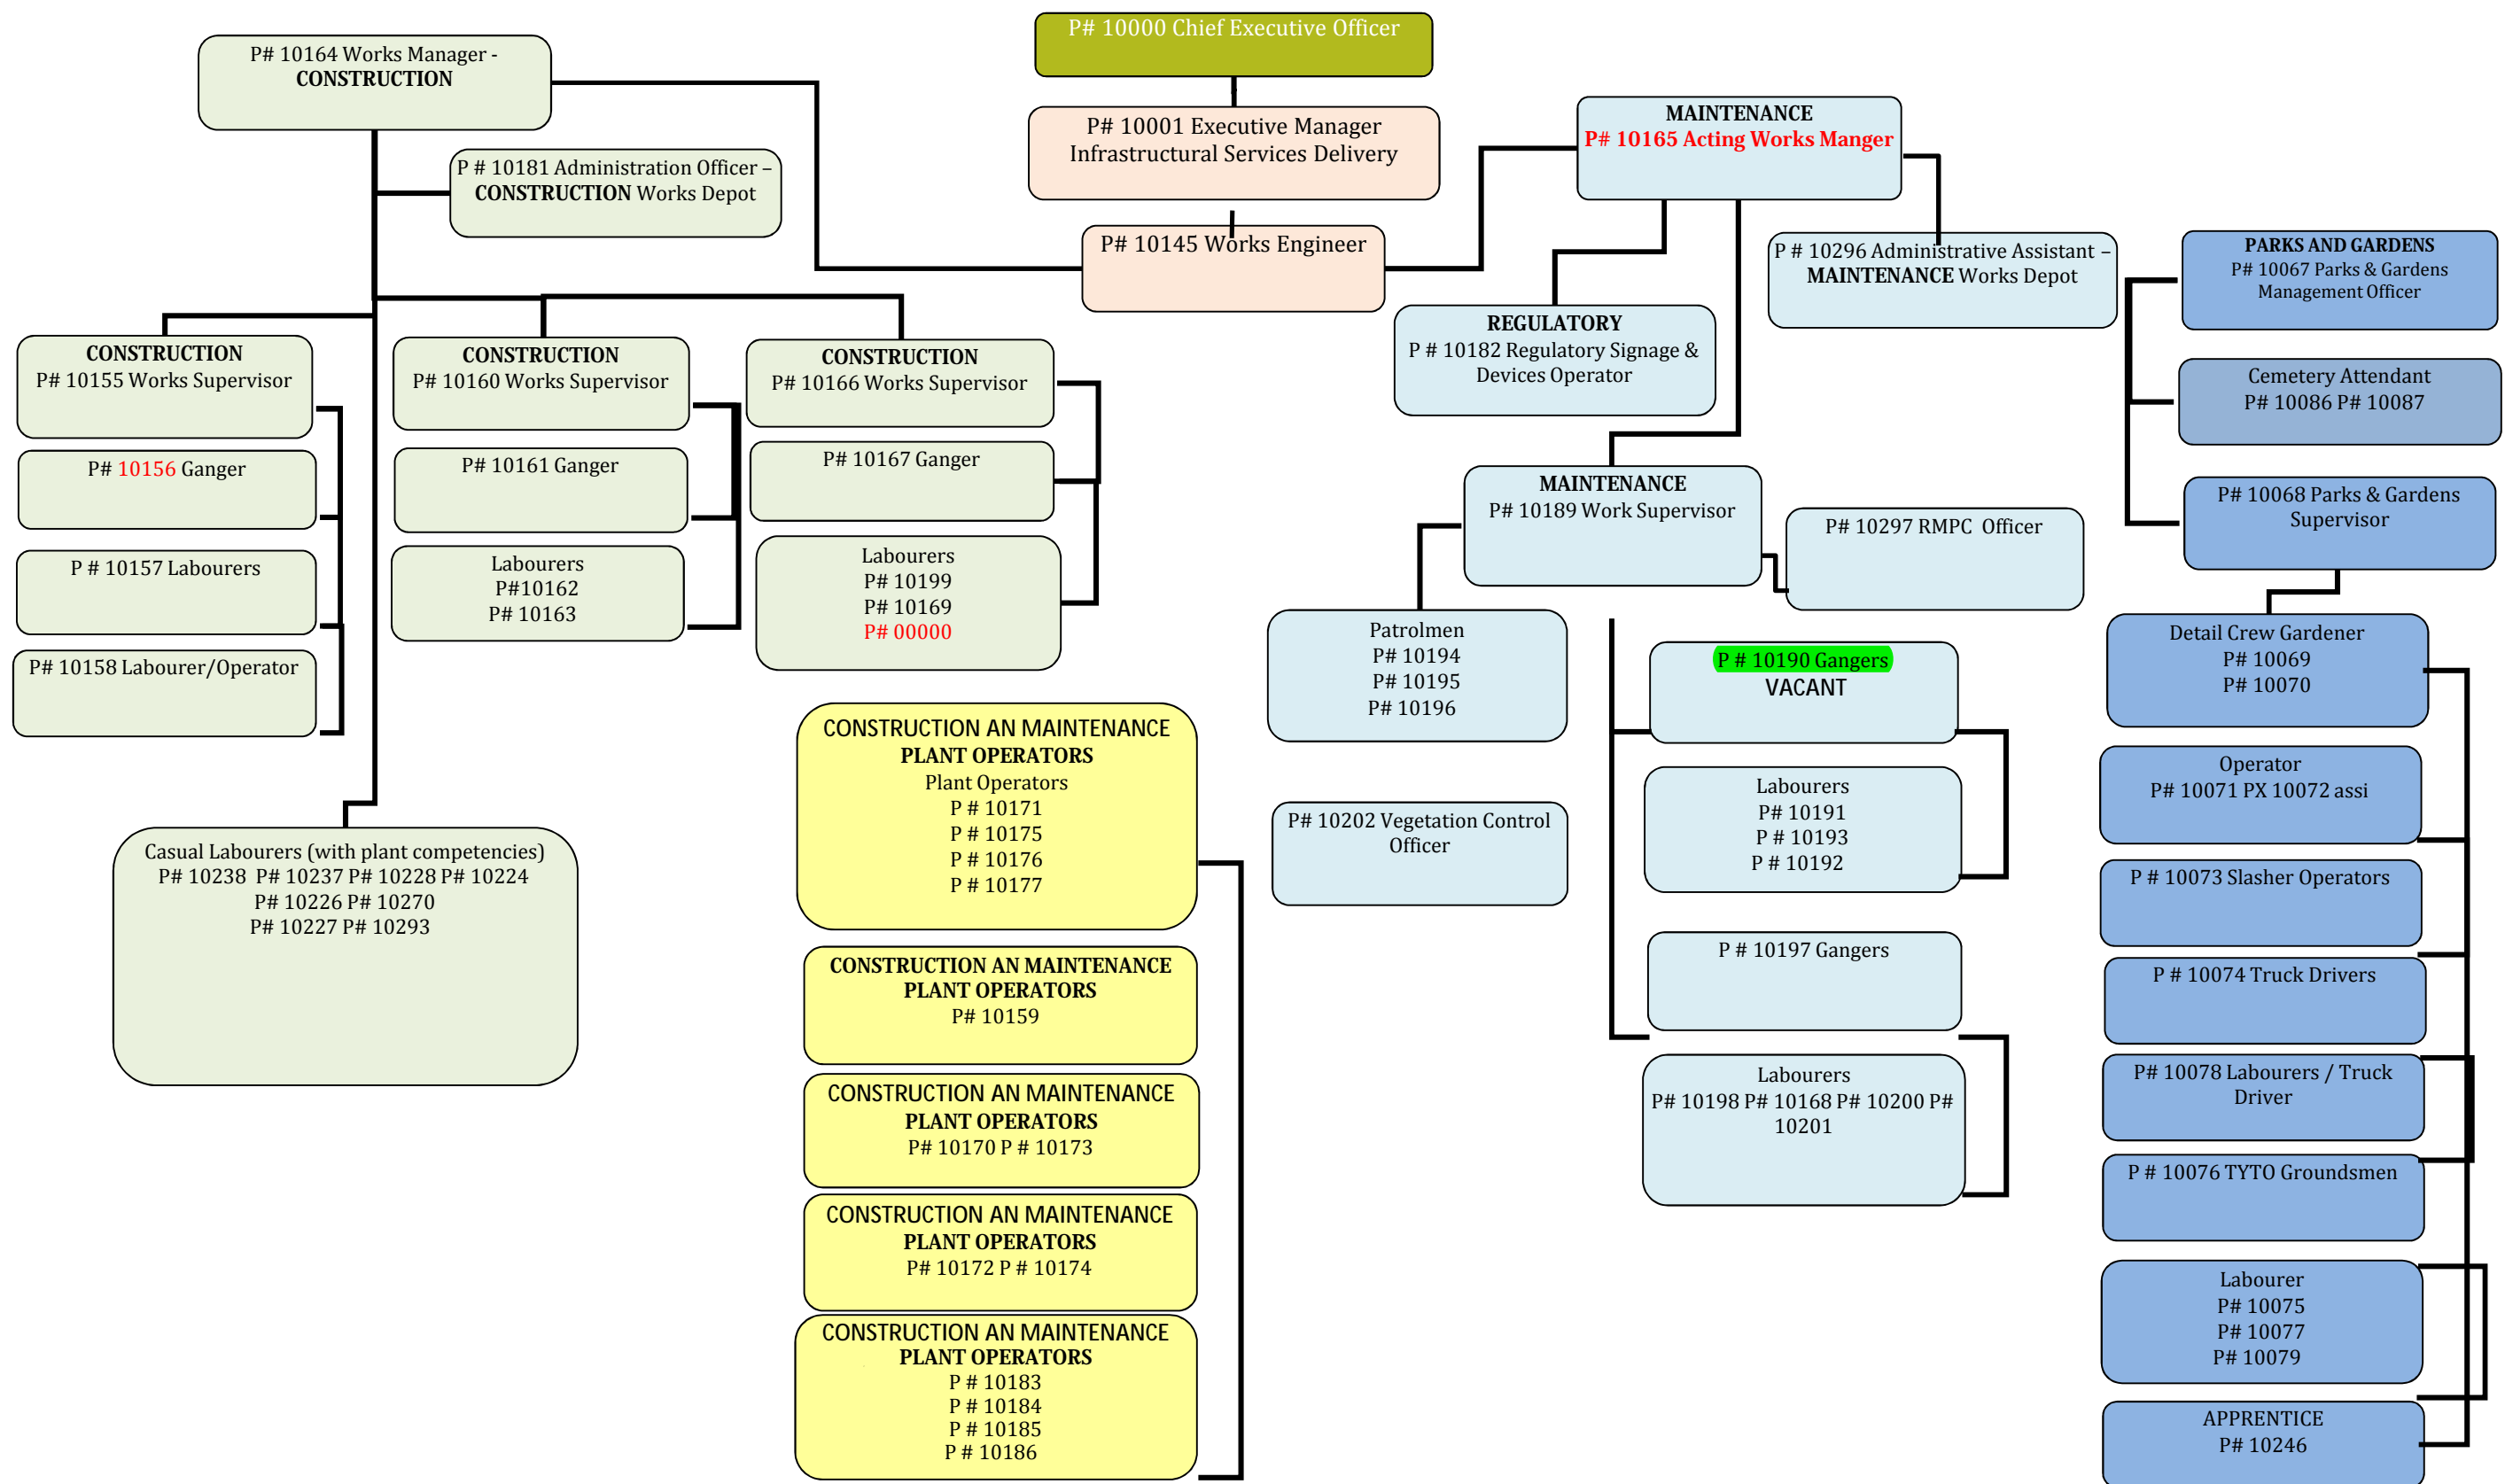 P# 10000 Chief Executive Officer
P# 10164 Works Manager -
CONSTRUCTION
P# 10001 Executive Manager
Infrastructural Services Delivery
MAINTENANCE
P# 10165 Acting Works Manger
P # 10181 Administration Officer –
CONSTRUCTION Works Depot
P# 10145 Works Engineer
P # 10296 Administrative Assistant –
MAINTENANCE Works Depot
PARKS AND GARDENS
P# 10067 Parks & Gardens
Management Officer
REGULATORY
P # 10182 Regulatory Signage &
Devices Operator
CONSTRUCTION
P# 10155 Works Supervisor
CONSTRUCTION
P# 10160 Works Supervisor
CONSTRUCTION
P# 10166 Works Supervisor
Cemetery Attendant
P# 10086 P# 10087
P# 10156 Ganger
P# 10161 Ganger
P# 10167 Ganger
MAINTENANCE
P# 10189 Work Supervisor
P# 10297 RMPC  Officer
P# 10068 Parks & Gardens
Supervisor
P # 10157 Labourers
Labourers
P#10162
P# 10163
Labourers
P# 10199
P# 10169
P# 00000
P# 10158 Labourer/Operator
Patrolmen
P# 10194
P# 10195
P# 10196
P # 10190 Gangers
VACANT
Detail Crew Gardener
P# 10069
P# 10070
CONSTRUCTION AN MAINTENANCE
PLANT OPERATORS
Plant Operators
P # 10171
P # 10175
P # 10176
P # 10177
P# 10202 Vegetation Control
Officer
Labourers
P# 10191
P # 10193
P # 10192
Operator
P# 10071 PX 10072 assi
Casual Labourers (with plant competencies)
P# 10238  P# 10237 P# 10228 P# 10224
P# 10226 P# 10270
P# 10227 P# 10293
P # 10073 Slasher Operators
CONSTRUCTION AN MAINTENANCE
PLANT OPERATORS
P# 10159
P # 10197 Gangers
P # 10074 Truck Drivers
CONSTRUCTION AN MAINTENANCE
PLANT OPERATORS
P# 10170 P # 10173
Labourers
P# 10198 P# 10168 P# 10200 P#
10201
P# 10078 Labourers / Truck
Driver
P # 10076 TYTO Groundsmen
CONSTRUCTION AN MAINTENANCE
PLANT OPERATORS
P# 10172 P # 10174
Labourer
P# 10075
P# 10077
P# 10079
CONSTRUCTION AN MAINTENANCE
PLANT OPERATORS
P # 10183
P # 10184
P # 10185
P # 10186
APPRENTICE
P# 10246